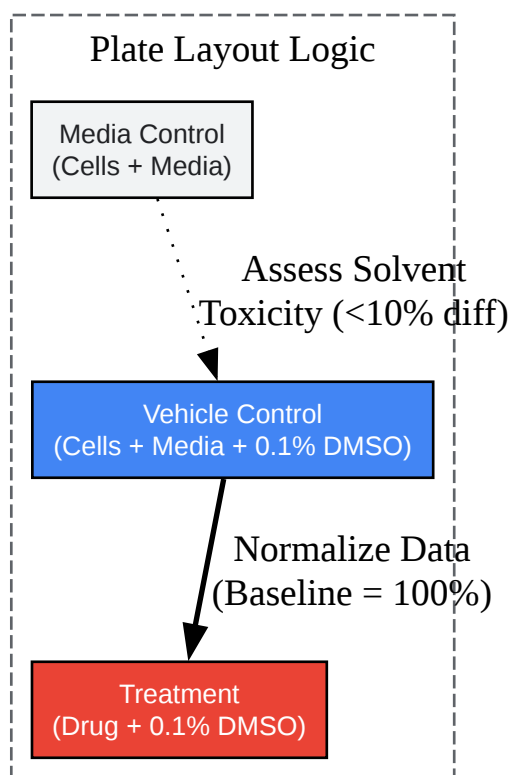 Plate Layout Logic
Media Control
(Cells + Media)
Assess Solvent
Toxicity (<10% diff)
Vehicle Control
(Cells + Media + 0.1% DMSO)
Normalize Data
(Baseline = 100%)
Treatment
(Drug + 0.1% DMSO)